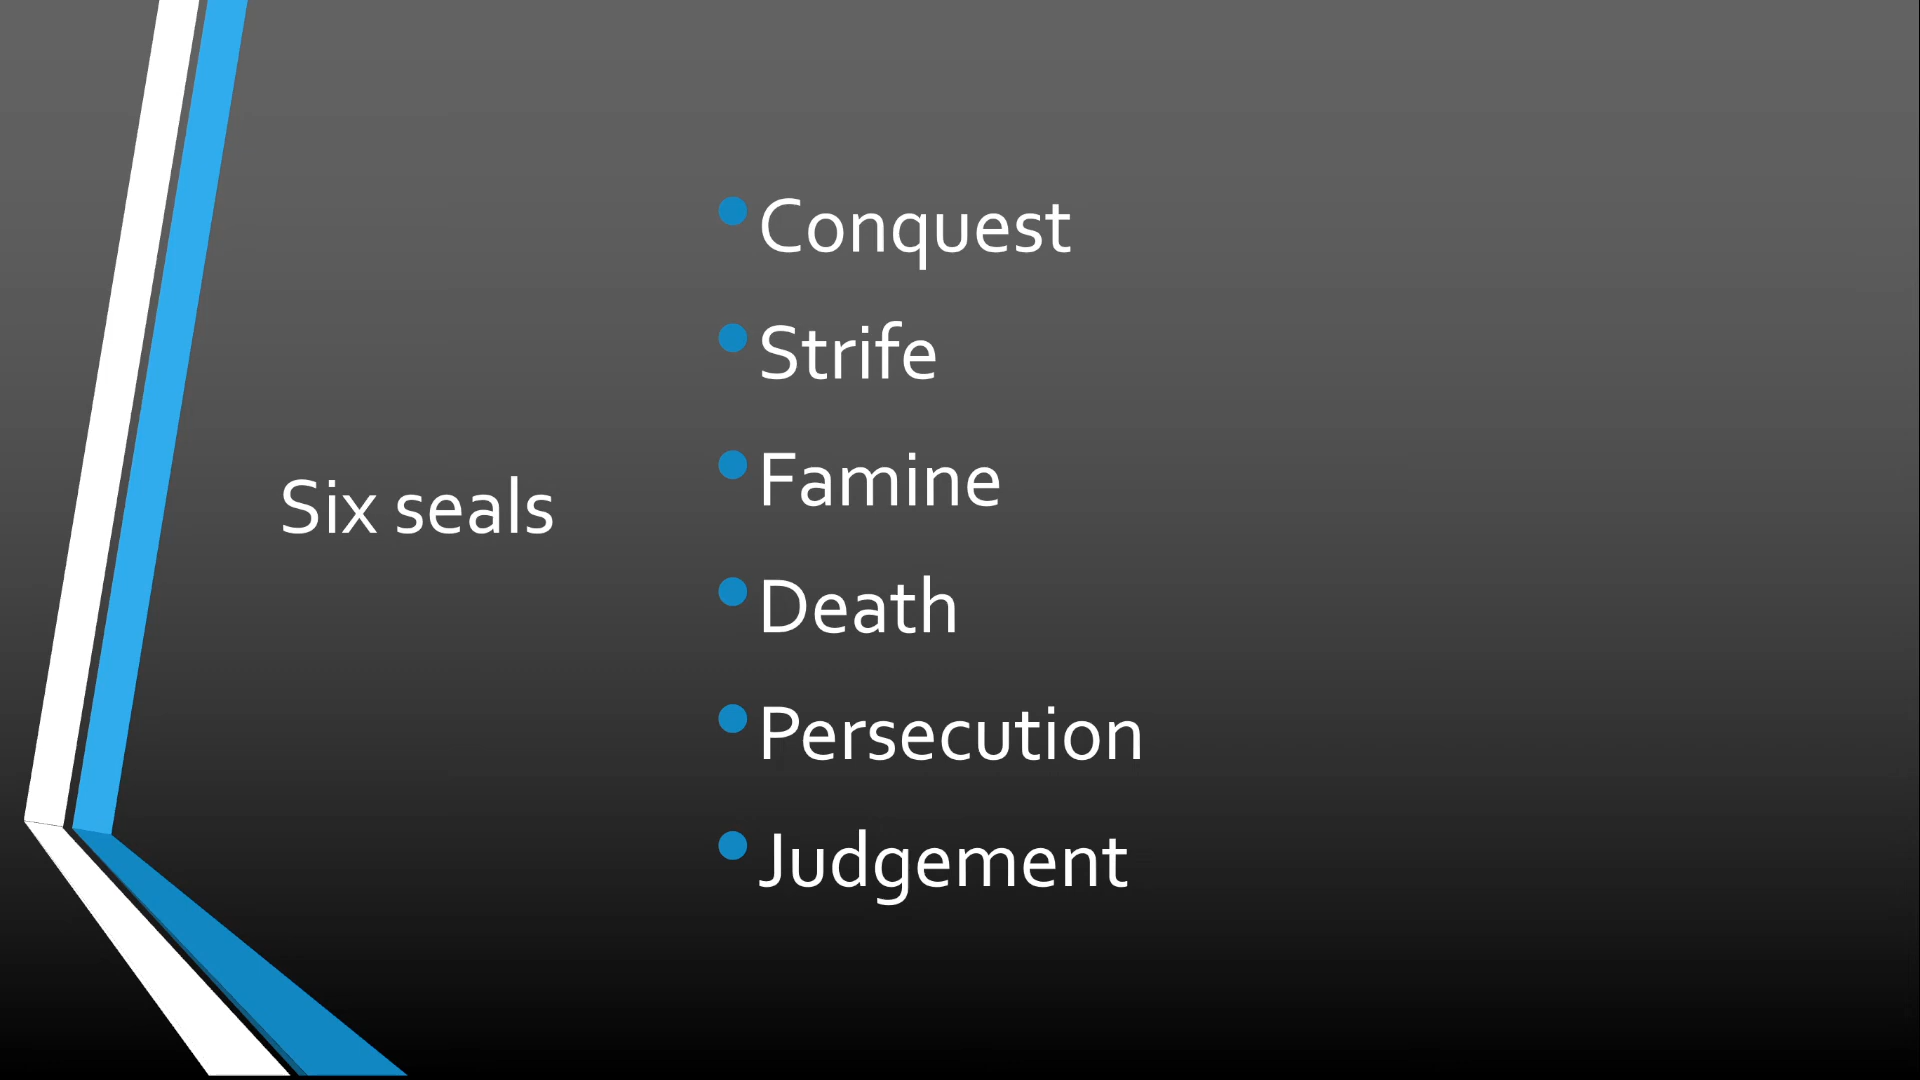 Six seals
Conquest
Strife
Famine
Death
Persecution
Judgement